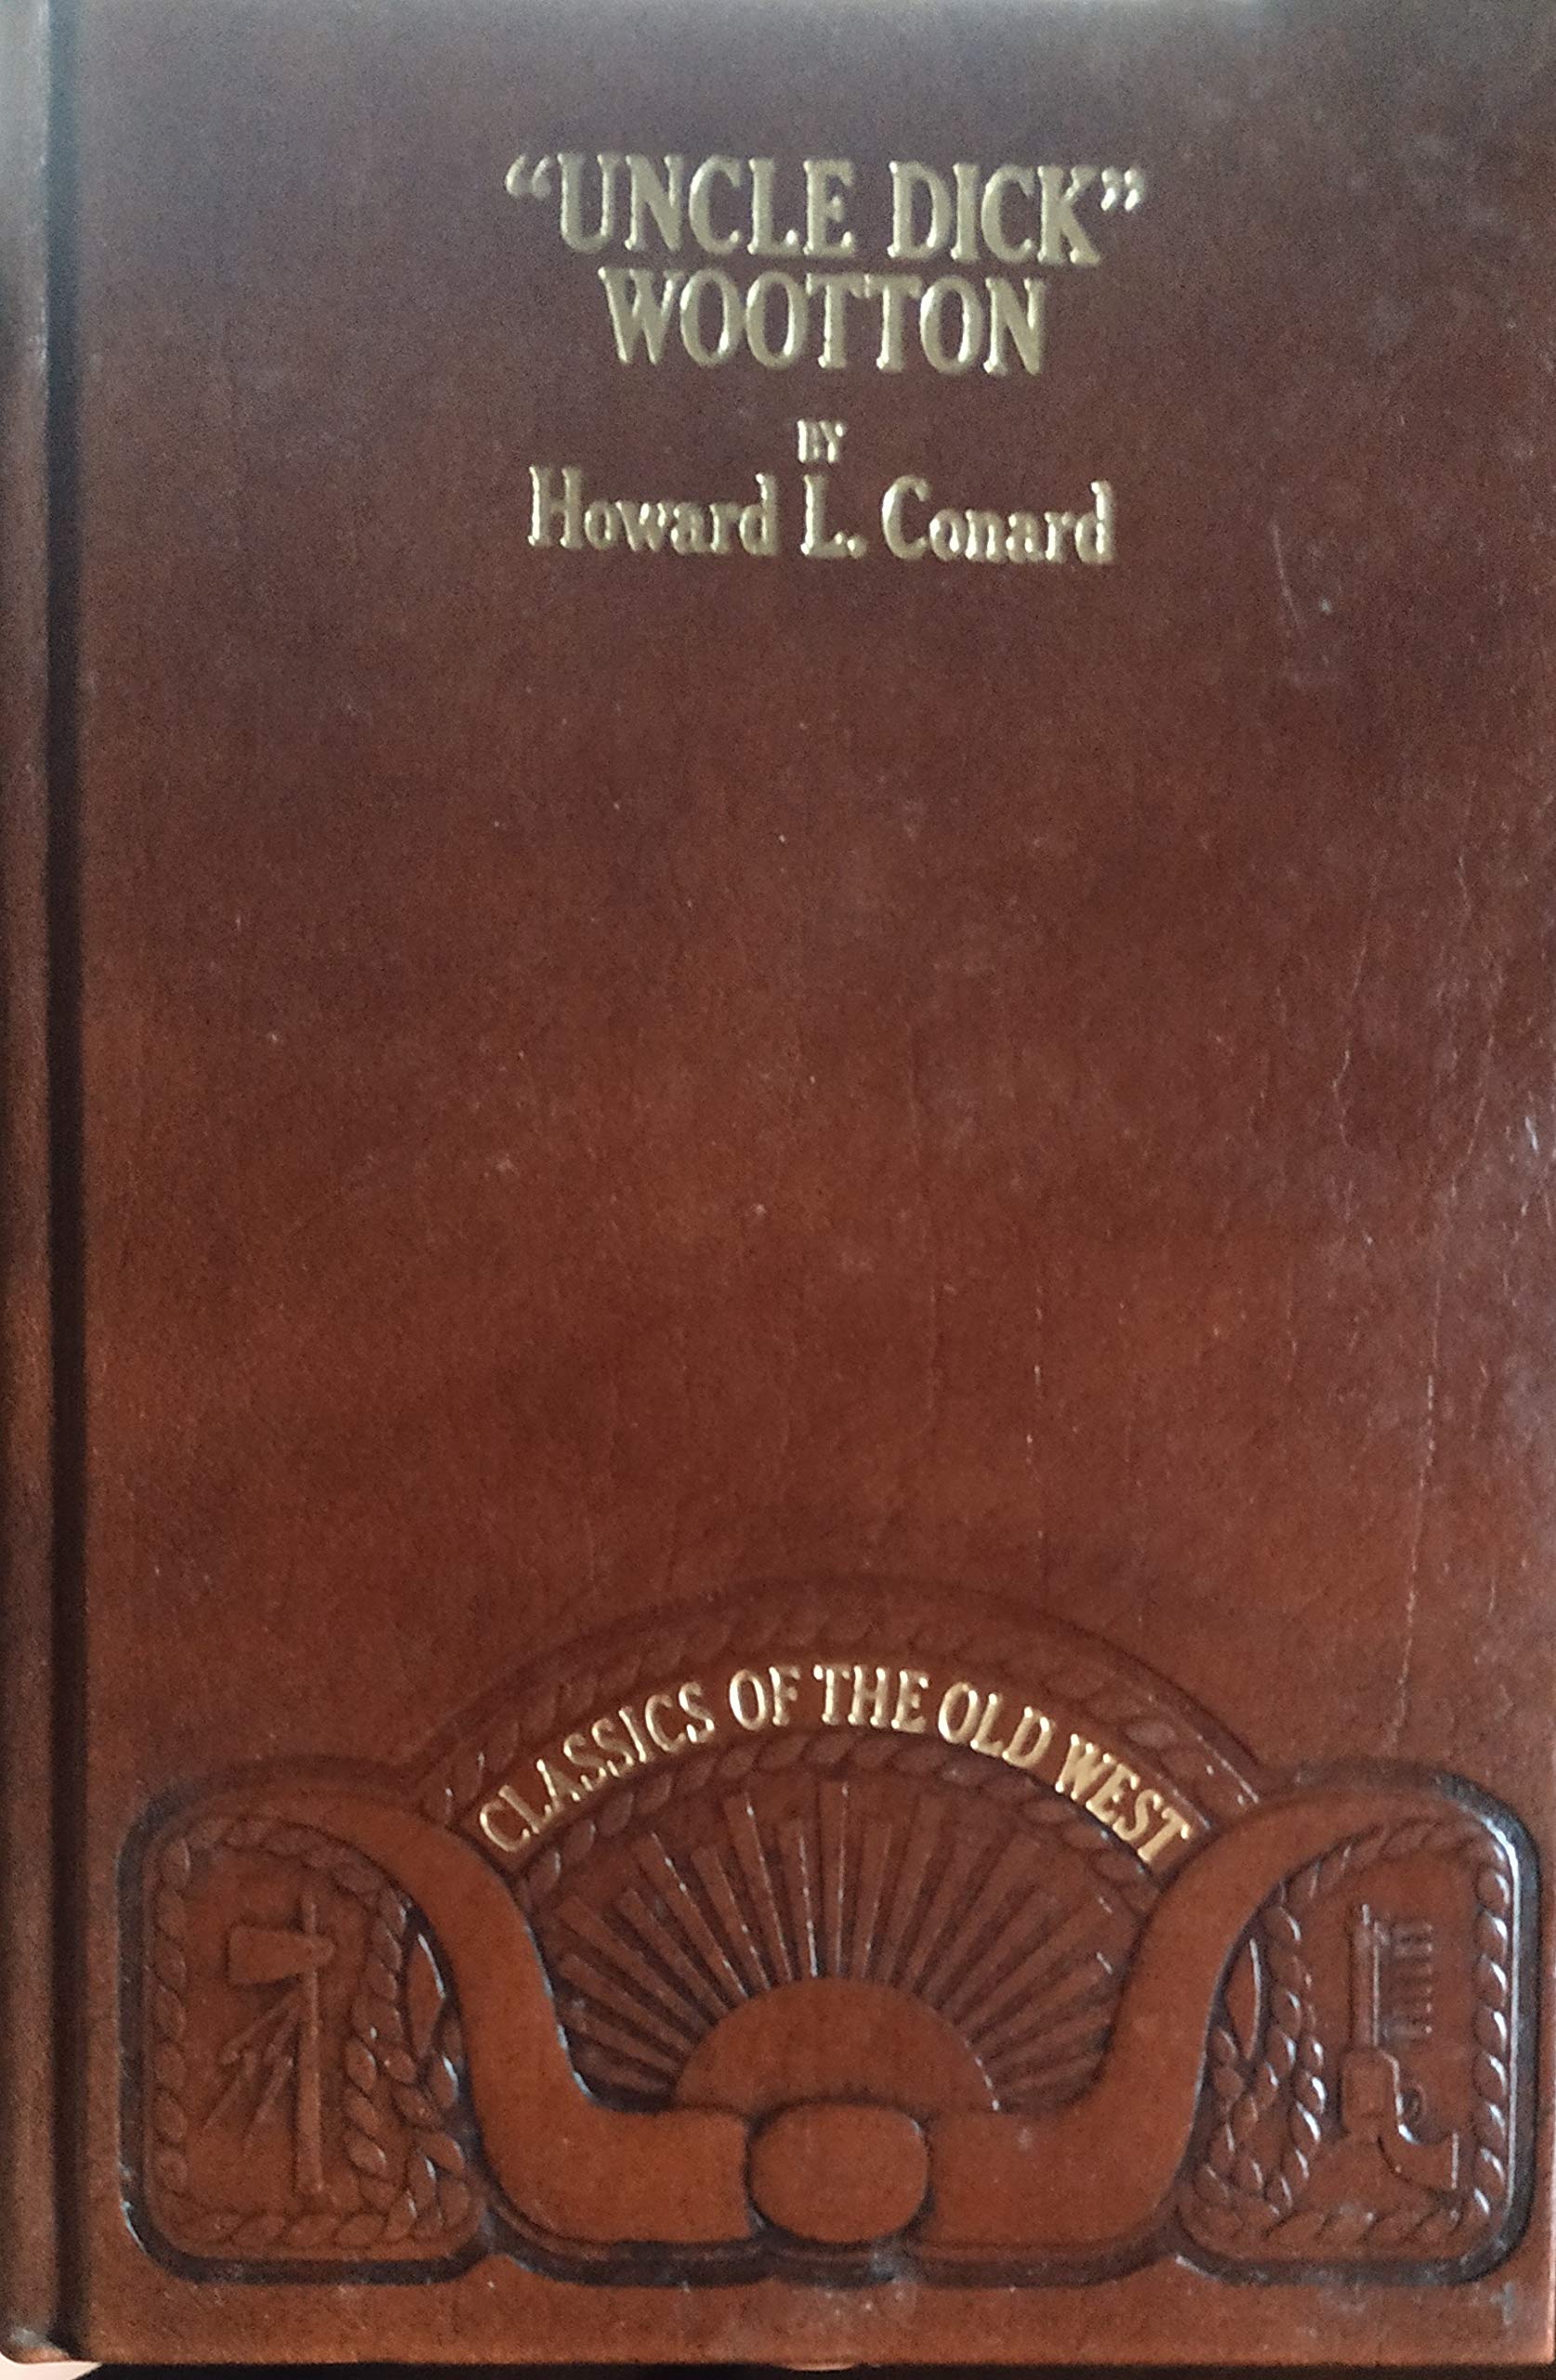 “UNCLE DICK”
WOOTTON
BY
Howard L. Conard
CLASSICS OF THE OLD WEST